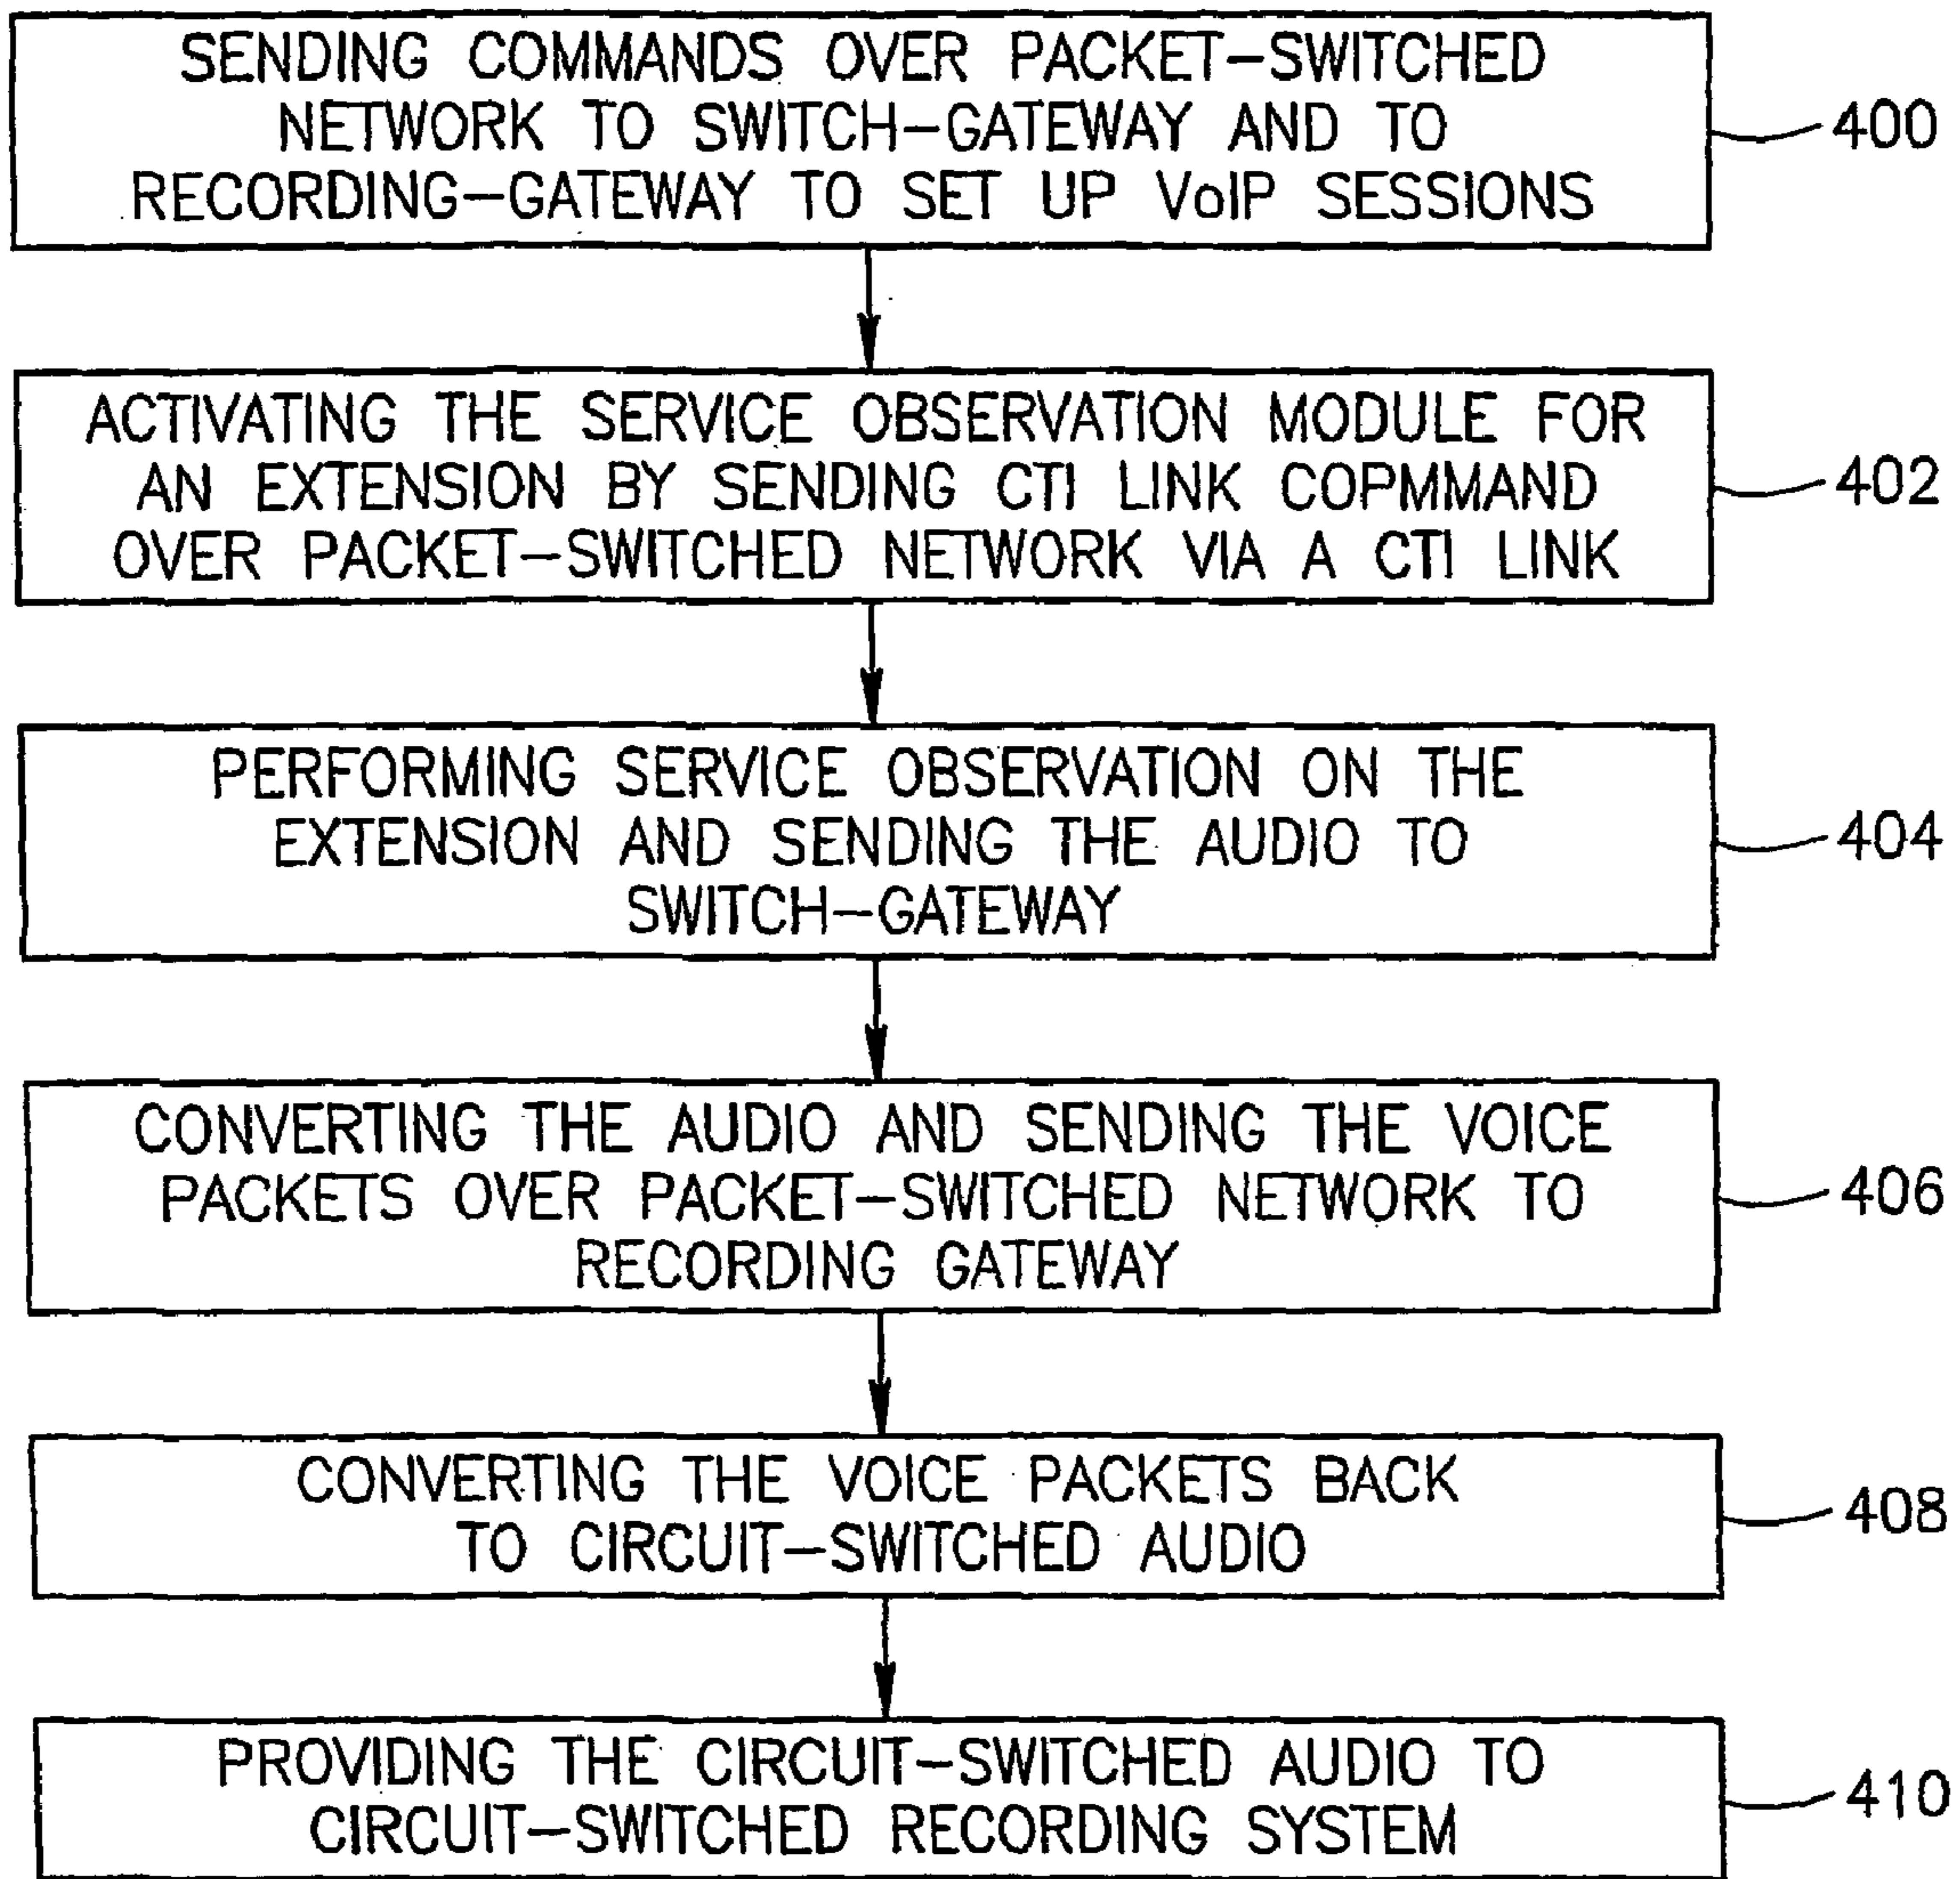 SENDING COMMANDS OVER PACKET-SWITCHED
NETWORK TO SWITCH-GATEWAY AND TO
RECORDING-GATEWAY TO SET UP VoIP SESSIONS
400
ACTIVATING THE SERVICE OBSERVATION MODULE FOR
AN EXTENSION BY SENDING CTI LINK COPMMAND
OVER PACKET-SWITCHED NETWORK VIA A CTI LINK
402
PERFORMING SERVICE OBSERVATION ON THE
EXTENSION AND SENDING THE AUDIO TO
SWITCH-GATEWAY
404
CONVERTING THE AUDIO AND SENDING THE VOICE
PACKETS OVER PACKET-SWITCHED NETWORK TO
RECORDING GATEWAY
406
CONVERTING THE VOICE PACKETS BACK
TO CIRCUIT-SWITCHED AUDIO
408
PROVIDING THE CIRCUIT-SWITCHED AUDIO TO
CIRCUIT-SWITCHED RECORDING SYSTEM
410